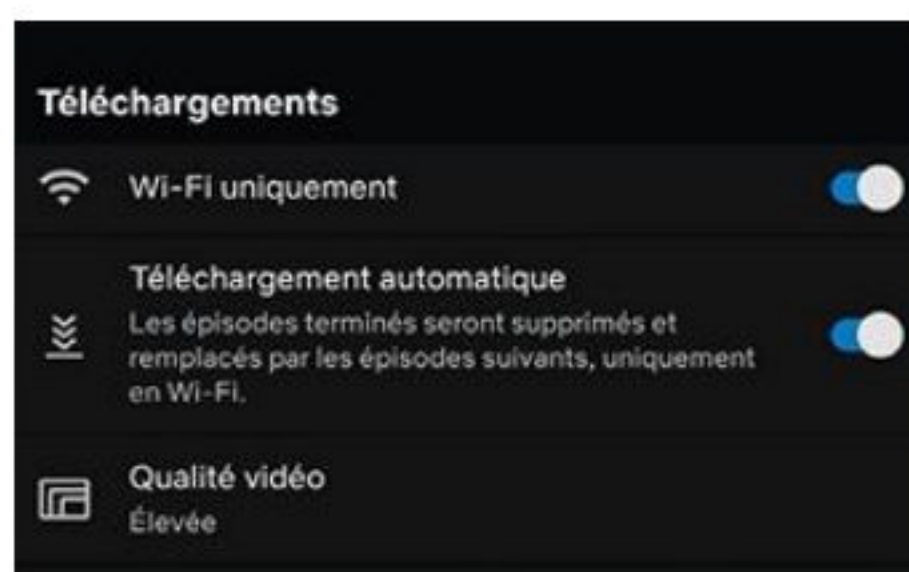 Téléchargements
Wi-Fi uniquement
Téléchargement automatique
Les épisodes terminés seront supprimés et
remplacés par les épisodes suivants, uniquement
en Wi-Fi.
Qualité vidéo
Élevée